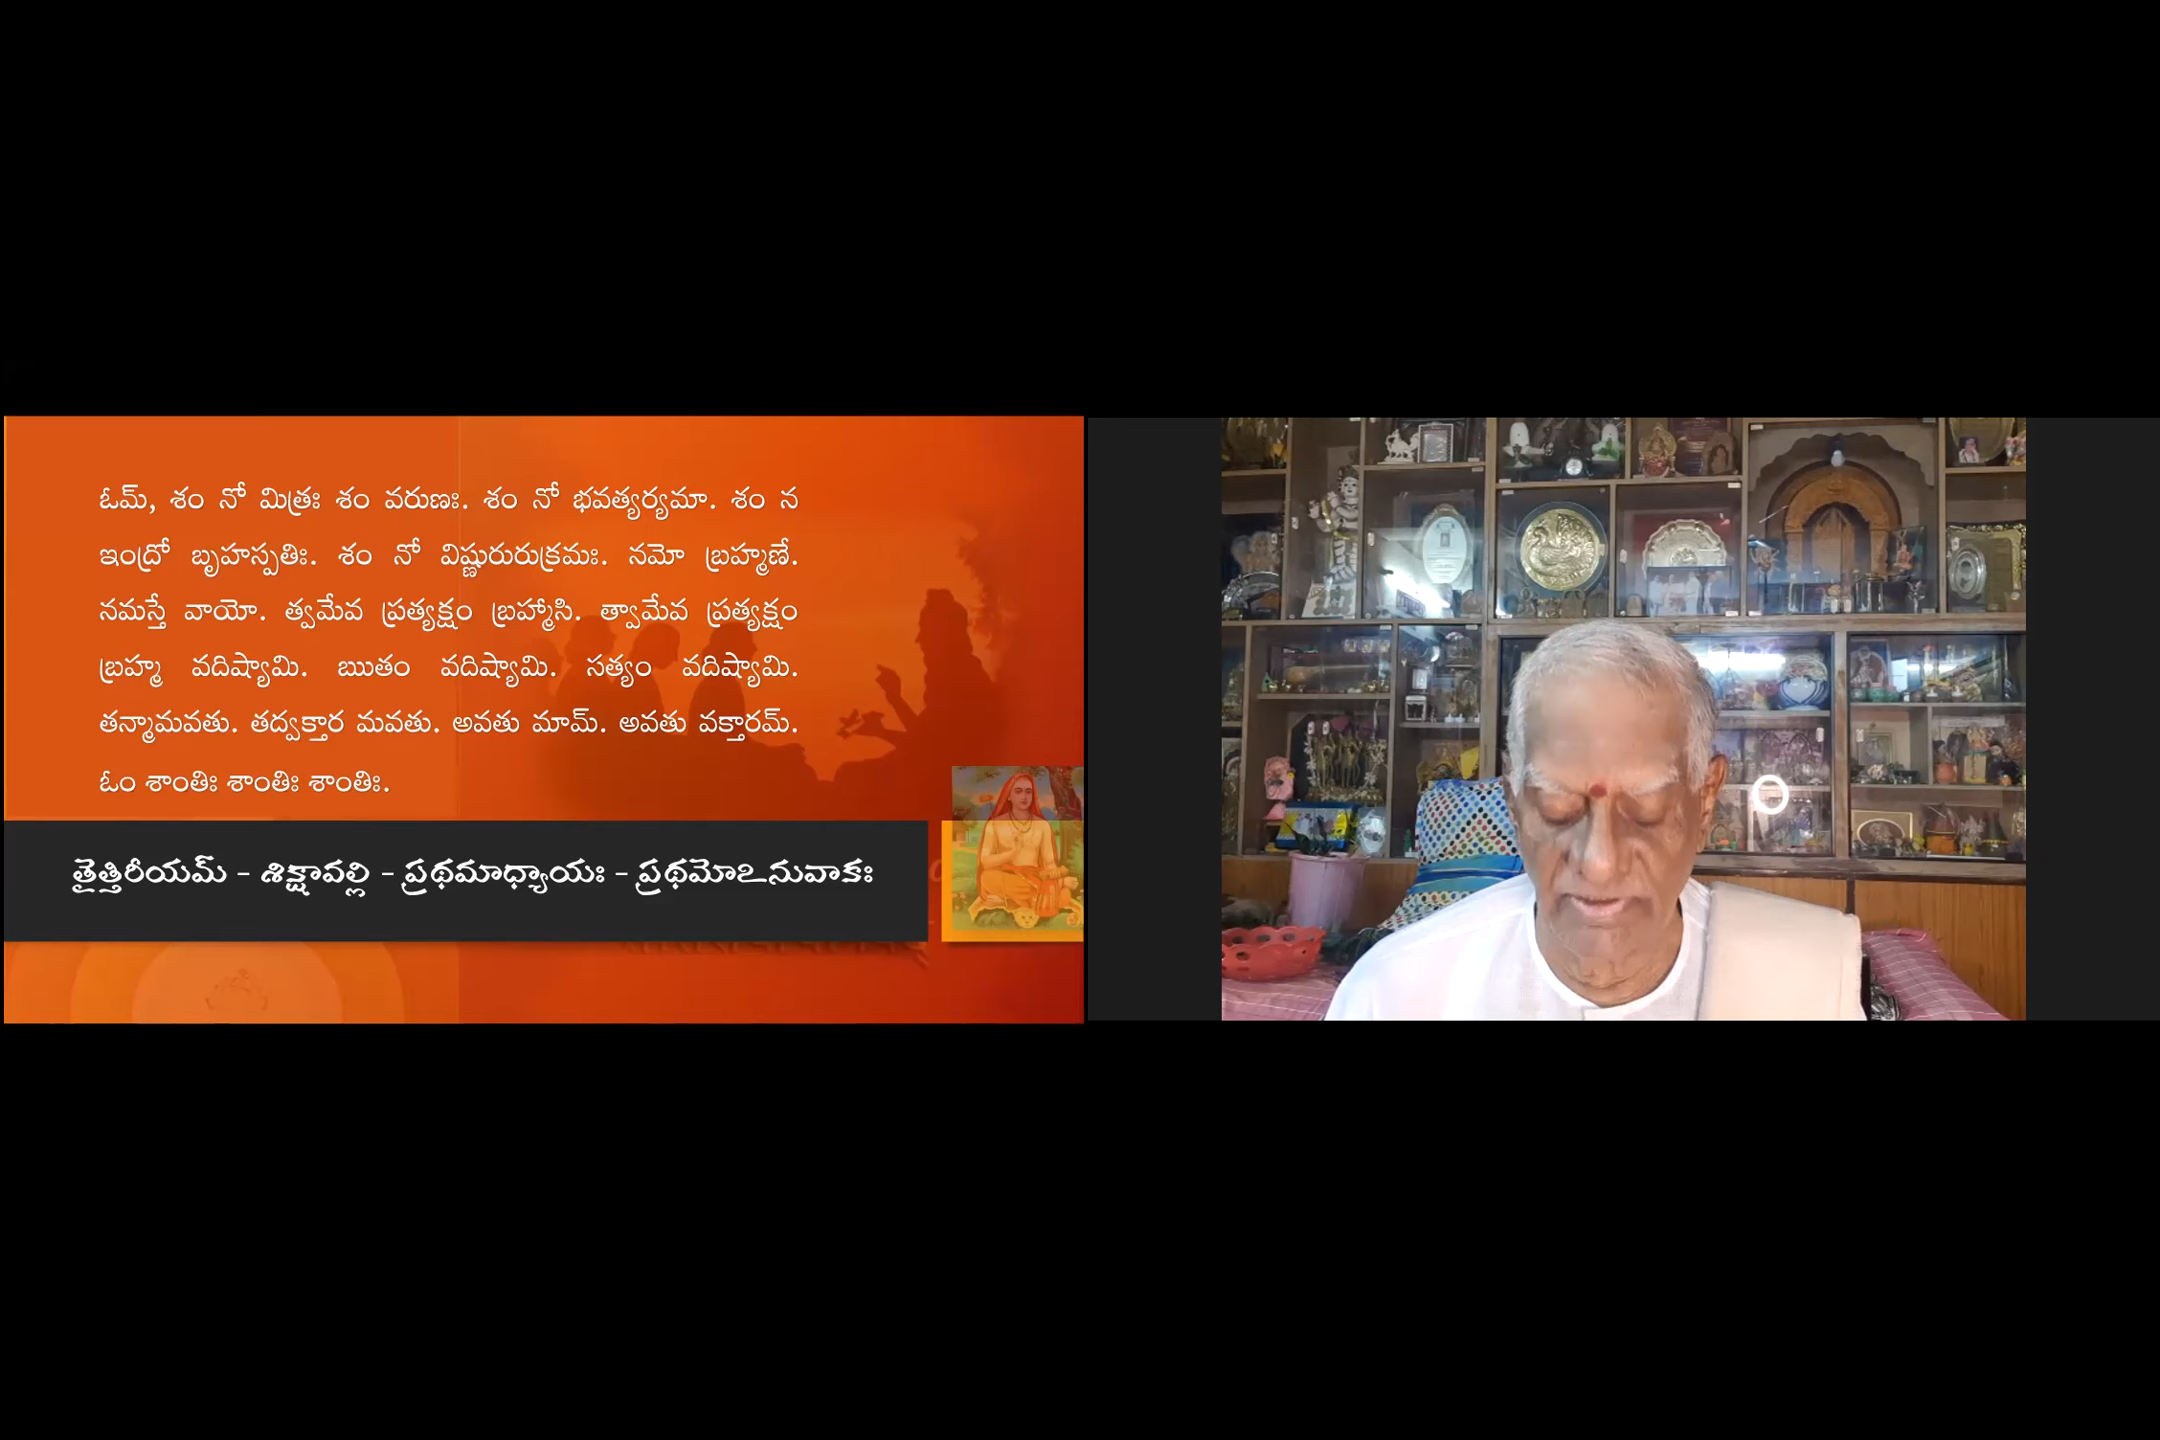 ఓమ్, శం నో మిత్రః శం వరుణః. శం నో భవత్యర్యమా. శం న
ఇంద్రో బృహస్పతిః. శం నో విష్ణురురుక్రమః. నమో బ్రహ్మణే.
నమస్తే వాయో. త్వమేవ ప్రత్యక్షం బ్రహ్మాసి. త్వామేవ ప్రత్యక్షం
బ్రహ్మ వదిష్యామి. ఋతం వదిష్యామి. సత్యం వదిష్యామి.
తన్మామవతు. తద్వక్తార మవతు. అవతు మామ్. అవతు వక్తారమ్.
ఓం శాంతిః శాంతిః శాంతిః.
తైత్తిరీయమ్ - శిక్షావల్లి - ప్రథమాధ్యాయః - ప్రథమోఽనువాకః